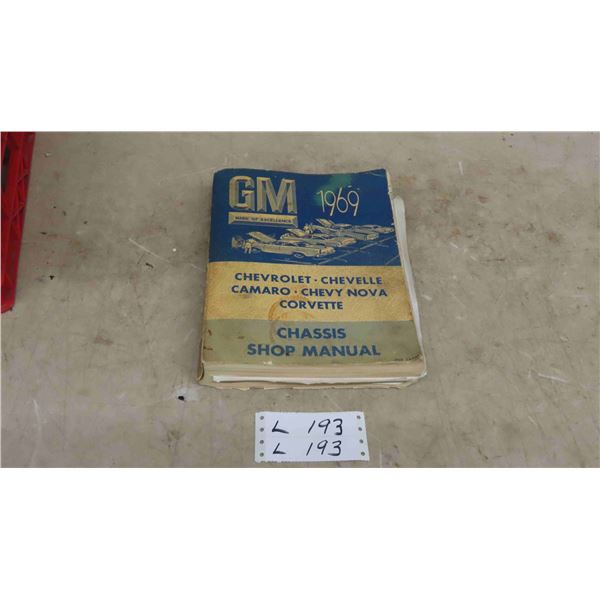 GM 1969
MARK OF EXCELLENCE
CHEVROLET · CHEVELLE
CAMARO · CHEVY NOVA
CORVETTE
CHASSIS
SHOP MANUAL
L 193
L 193